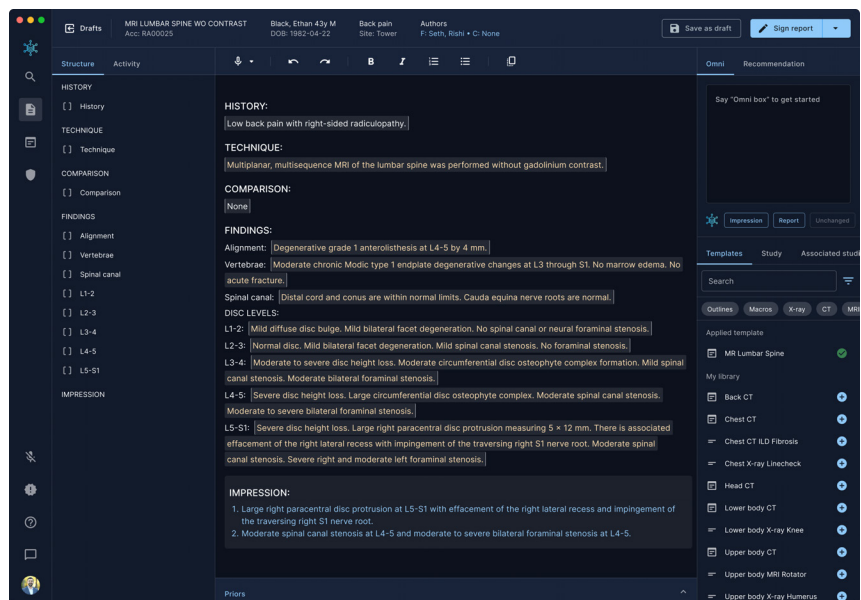 Drafts
MRI LUMBAR SPINE WO CONTRAST
Acc: RA00025
Black, Ethan 43y M
DOB: 1982-04-22
Back pain
Site: Tower
Authors
F: Seth, Rishi • C: None
Save as draft
Sign report
Structure
Activity
HISTORY
[ ] History
TECHNIQUE
[ ] Technique
COMPARISON
[ ] Comparison
FINDINGS
[ ] Alignment
[ ] Vertebrae
[ ] Spinal canal
[ ] L1-2
[ ] L2-3
[ ] L3-4
[ ] L4-5
[ ] L5-S1
IMPRESSION
B
I
HISTORY:
Low back pain with right-sided radiculopathy.
TECHNIQUE:
Multiplanar, multisequence MRI of the lumbar spine was performed without gadolinium contrast.
COMPARISON:
None
FINDINGS:
Alignment: Degenerative grade 1 anterolisthesis at L4-5 by 4 mm.
Vertebrae: Moderate chronic Modic type 1 endplate degenerative changes at L3 through S1. No marrow edema. No
acute fracture.
Spinal canal: Distal cord and conus are within normal limits. Cauda equina nerve roots are normal.
DISC LEVELS:
L1-2: Mild diffuse disc bulge. Mild bilateral facet degeneration. No spinal canal or neural foraminal stenosis.
L2-3: Normal disc. Mild bilateral facet degeneration. Mild spinal canal stenosis. No foraminal stenosis.
L3-4: Moderate to severe disc height loss. Moderate circumferential disc osteophyte complex formation. Mild spinal
canal stenosis. Moderate bilateral foraminal stenosis.
L4-5: Severe disc height loss. Large circumferential disc osteophyte complex. Moderate spinal canal stenosis.
Moderate to severe bilateral foraminal stenosis.
L5-S1: Severe disc height loss. Large right paracentral disc protrusion measuring 5 × 12 mm. There is associated
effacement of the right lateral recess with impingement of the traversing right S1 nerve root. Moderate spinal
canal stenosis. Severe right and moderate left foraminal stenosis.
IMPRESSION:
1. Large right paracentral disc protrusion at L5-S1 with effacement of the right lateral recess and impingement of
the traversing right S1 nerve root.
2. Moderate spinal canal stenosis at L4-5 and moderate to severe bilateral foraminal stenosis at L4-5.
Priors
Omni
Recommendation
Say "Omni box" to get started
Impression
Report
Unchanged
Templates
Study
Associated studi
Search
Outlines
Macros
X-ray
CT
MRI
Applied template
MR Lumbar Spine
My library
Back CT
Chest CT
Chest CT ILD Fibrosis
Chest X-ray Linecheck
Head CT
Lower body CT
Lower body X-ray Knee
Upper body CT
Upper body MRI Rotator
Upper body X-ray Humerus